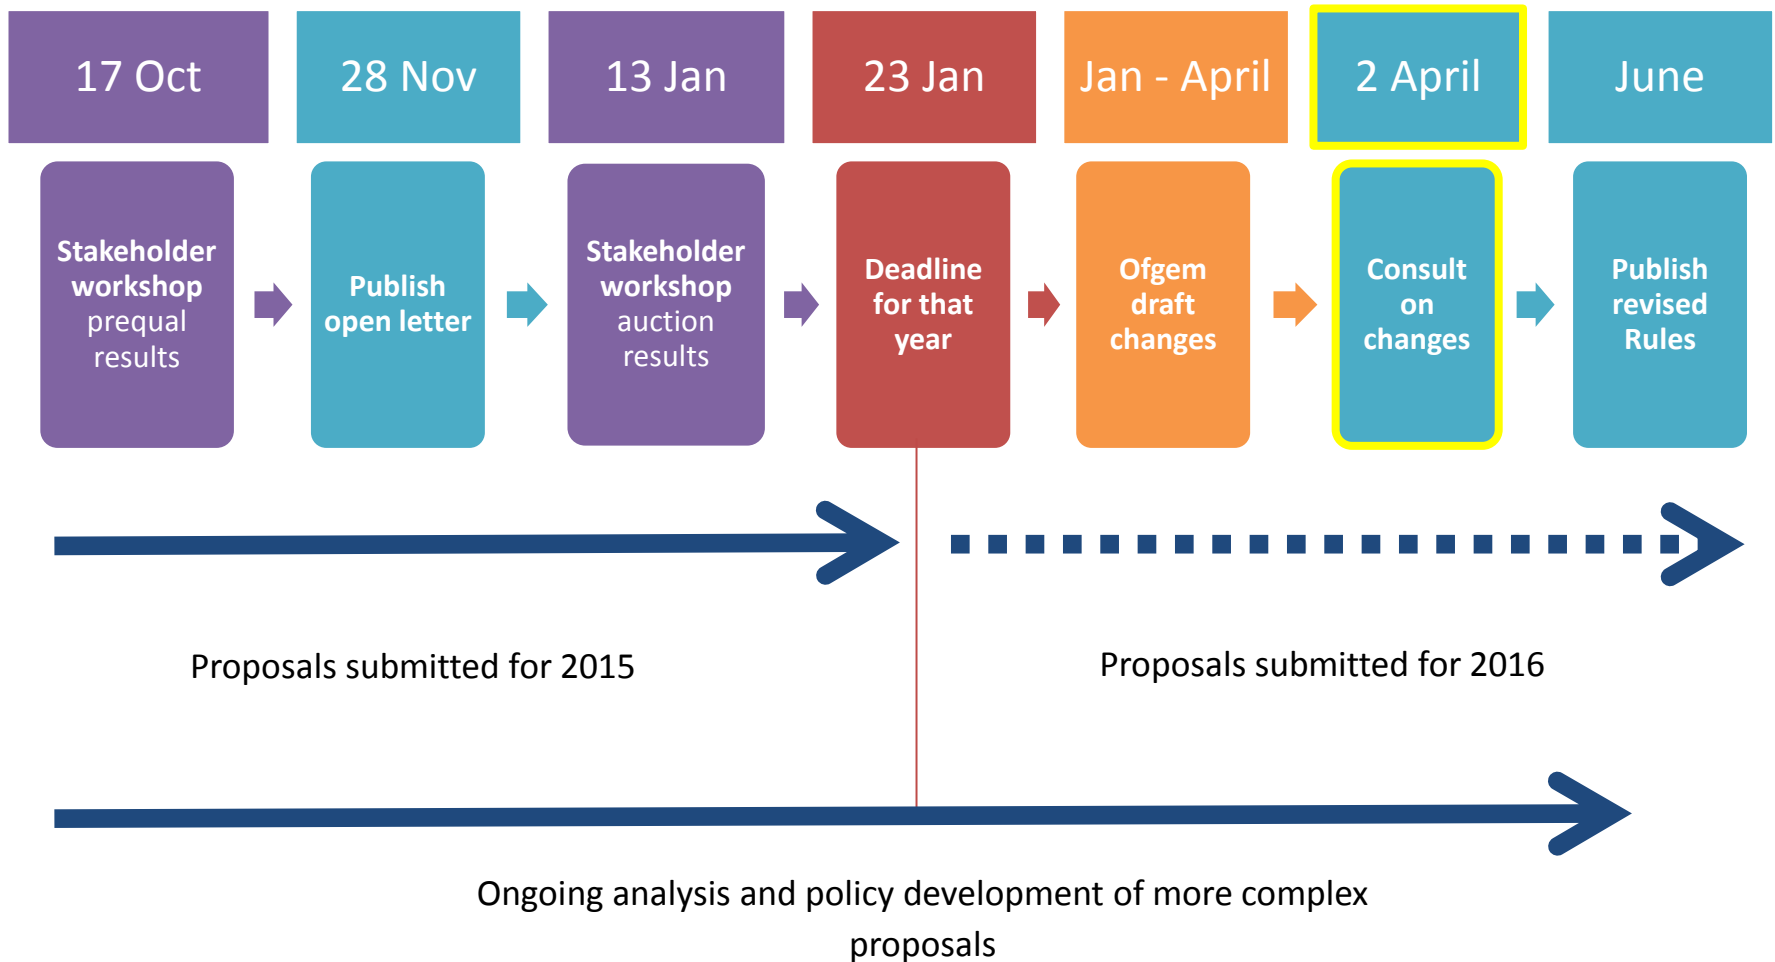 17 Oct
28 Nov
13 Jan
23 Jan
Jan - April
2 April
June
Stakeholder
workshop
prequal
results
Publish
open letter
Stakeholder
workshop
auction
results
Deadline
for that
year
Ofgem
draft
changes
Consult
on
changes
Publish
revised
Rules
Proposals submitted for 2015
Proposals submitted for 2016
Ongoing analysis and policy development of more complex
proposals